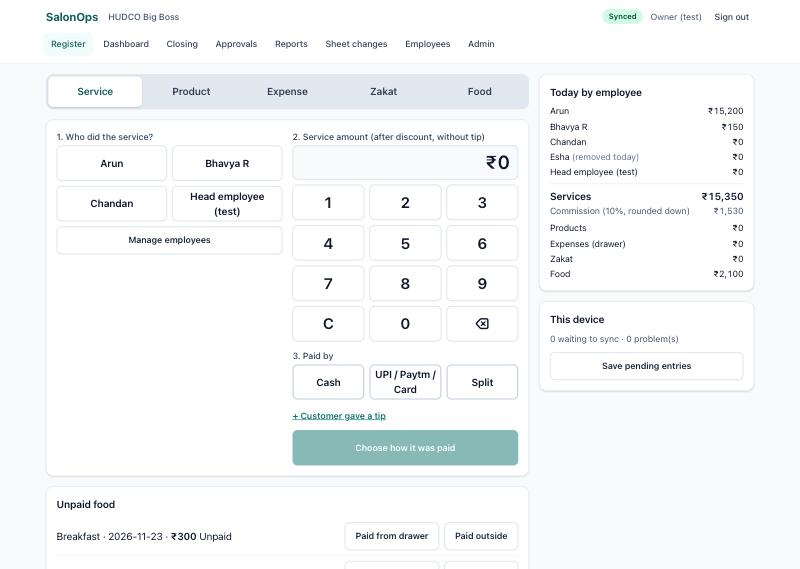 SalonOps HUDCO Big Boss Synced Owner (test) Sign out
Register Dashboard Closing Approvals Reports Sheet changes Employees Admin
Service Product Expense Zakat Food
1. Who did the service?
Arun Bhavya R
Chandan Head employee (test)
Manage employees
2. Service amount (after discount, without tip)
₹0
1 2 3
4 5 6
7 8 9
C 0
3. Paid by
Cash UPI / Paytm / Card Split
+ Customer gave a tip
Choose how it was paid
Unpaid food
Breakfast · 2026-11-23 · ₹300 Unpaid Paid from drawer Paid outside
Today by employee
Arun ₹15,200
Bhavya R ₹150
Chandan ₹0
Esha (removed today) ₹0
Head employee (test) ₹0
Services ₹15,350
Commission (10%, rounded down) ₹1,530
Products ₹0
Expenses (drawer) ₹0
Zakat ₹0
Food ₹2,100
This device
0 waiting to sync · 0 problem(s)
Save pending entries